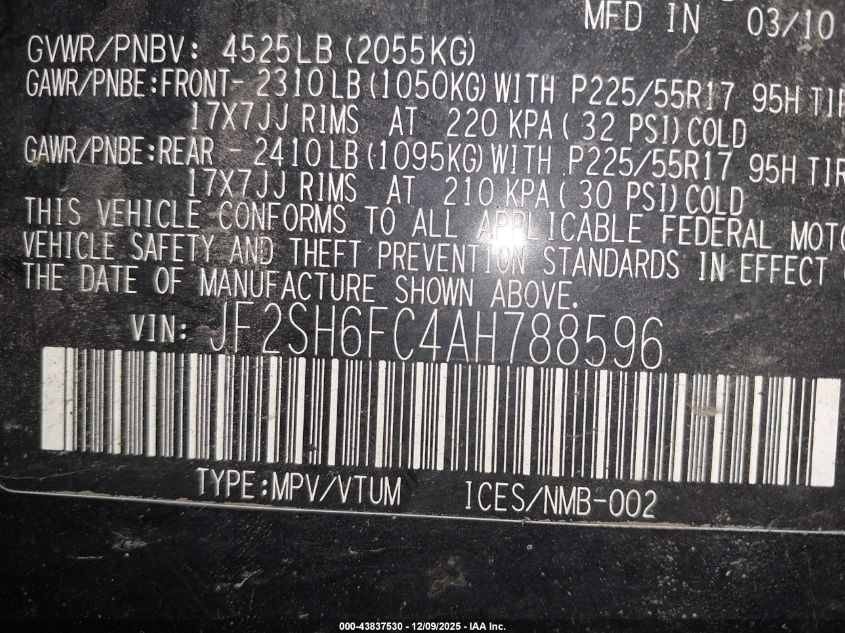 MFD IN 03/10
GVWR/PNBV: 4525LB(2055KG)
GAWR/PNBE:FRONT-2310LB(1050KG)WITH P225/55R17 95H TIR
17X7JJ RIMS AT 220 KPA(32 PSI)COLD
GAWR/PNBE:REAR -2410LB(1095KG)WITH P225/55R17 95H TIR
17X7JJ RIMS AT 210 KPA(30 PSI)COLD
THIS VEHICLE CONFORMS TO ALL APPLICABLE FEDERAL MOTO
VEHICLE SAFETY AND THEFT PREVENTION STANDARDS IN EFFECT
THE DATE OF MANUFACTURE SHOWN ABOVE.
VIN: JF2SH6FC4AH788596
TYPE:MPV/VTUM ICES/NMB-002
000-43837530 - 12/09/2025 - IAA Inc.